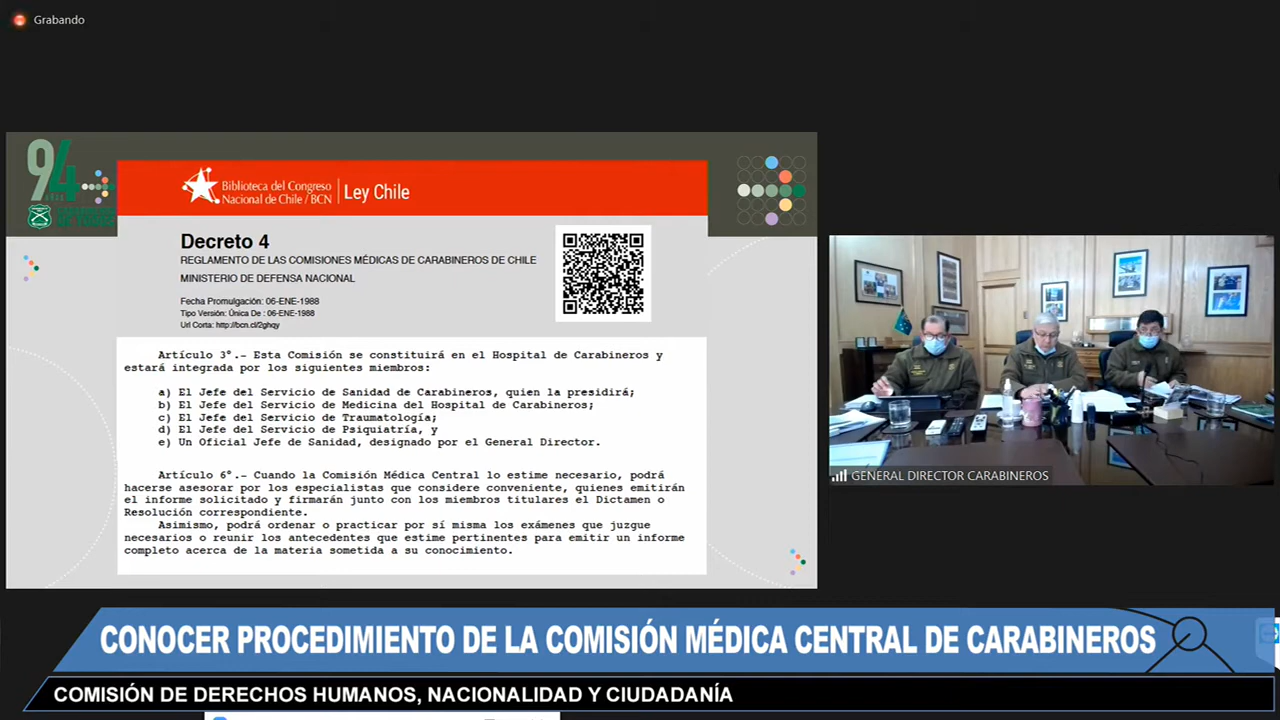 Grabando
94
Biblioteca del Congreso
Nacional de Chile / BCN
Ley Chile
Decreto 4
REGLAMENTO DE LAS COMISIONES MÉDICAS DE CARABINEROS DE CHILE
MINISTERIO DE DEFENSA NACIONAL
Fecha Promulgación: 06-ENE-1988
Tipo Versión: Única De : 06-ENE-1988
Url Corta: http://bcn.cl/2ghqy
Artículo 3°.- Esta Comisión se constituirá en el Hospital de Carabineros y
estará integrada por los siguientes miembros:
a) El Jefe del Servicio de Sanidad de Carabineros, quien la presidirá;
b) El Jefe del Servicio de Medicina del Hospital de Carabineros;
c) El Jefe del Servicio de Traumatología;
d) El Jefe del Servicio de Psiquiatría, y
e) Un Oficial Jefe de Sanidad, designado por el General Director.
Artículo 6°.- Cuando la Comisión Médica Central lo estime necesario, podrá
hacerse asesorar por los especialistas que considere conveniente, quienes emitirán
el informe solicitado y firmarán junto con los miembros titulares el Dictamen o
Resolución correspondiente.
Asimismo, podrá ordenar o practicar por sí misma los exámenes que juzgue
necesarios o reunir los antecedentes que estime pertinentes para emitir un informe
completo acerca de la materia sometida a su conocimiento.
GENERAL DIRECTOR CARABINEROS
CONOCER PROCEDIMIENTO DE LA COMISIÓN MÉDICA CENTRAL DE CARABINEROS
COMISIÓN DE DERECHOS HUMANOS, NACIONALIDAD Y CIUDADANÍA